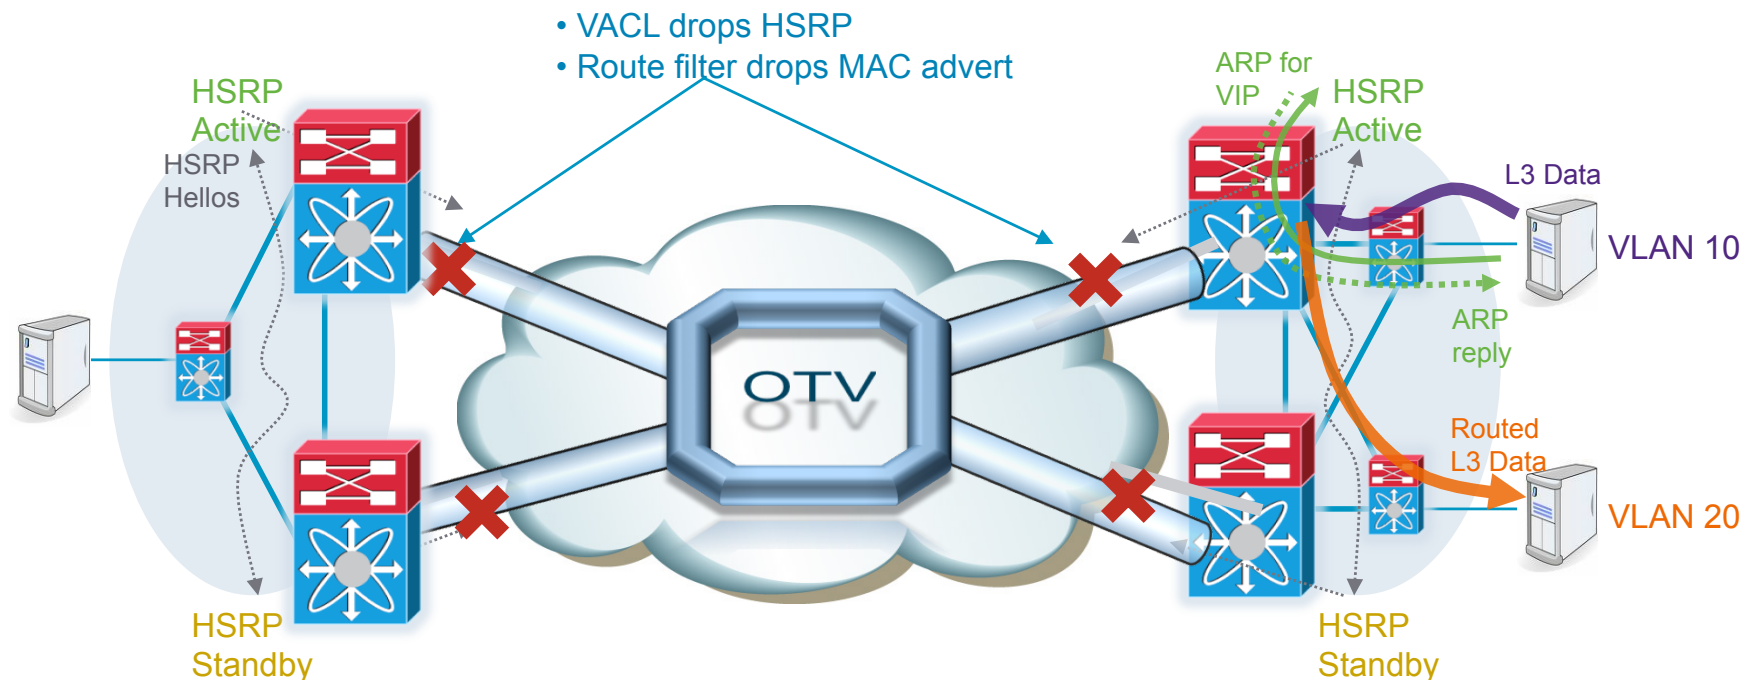 • VACL drops HSRP
• Route filter drops MAC advert
HSRP
Active
HSRP
Hellos
ARP for
VIP
HSRP
Active
L3 Data
VLAN 10
ARP
reply
OTV
Routed
L3 Data
VLAN 20
HSRP
Standby
HSRP
Standby